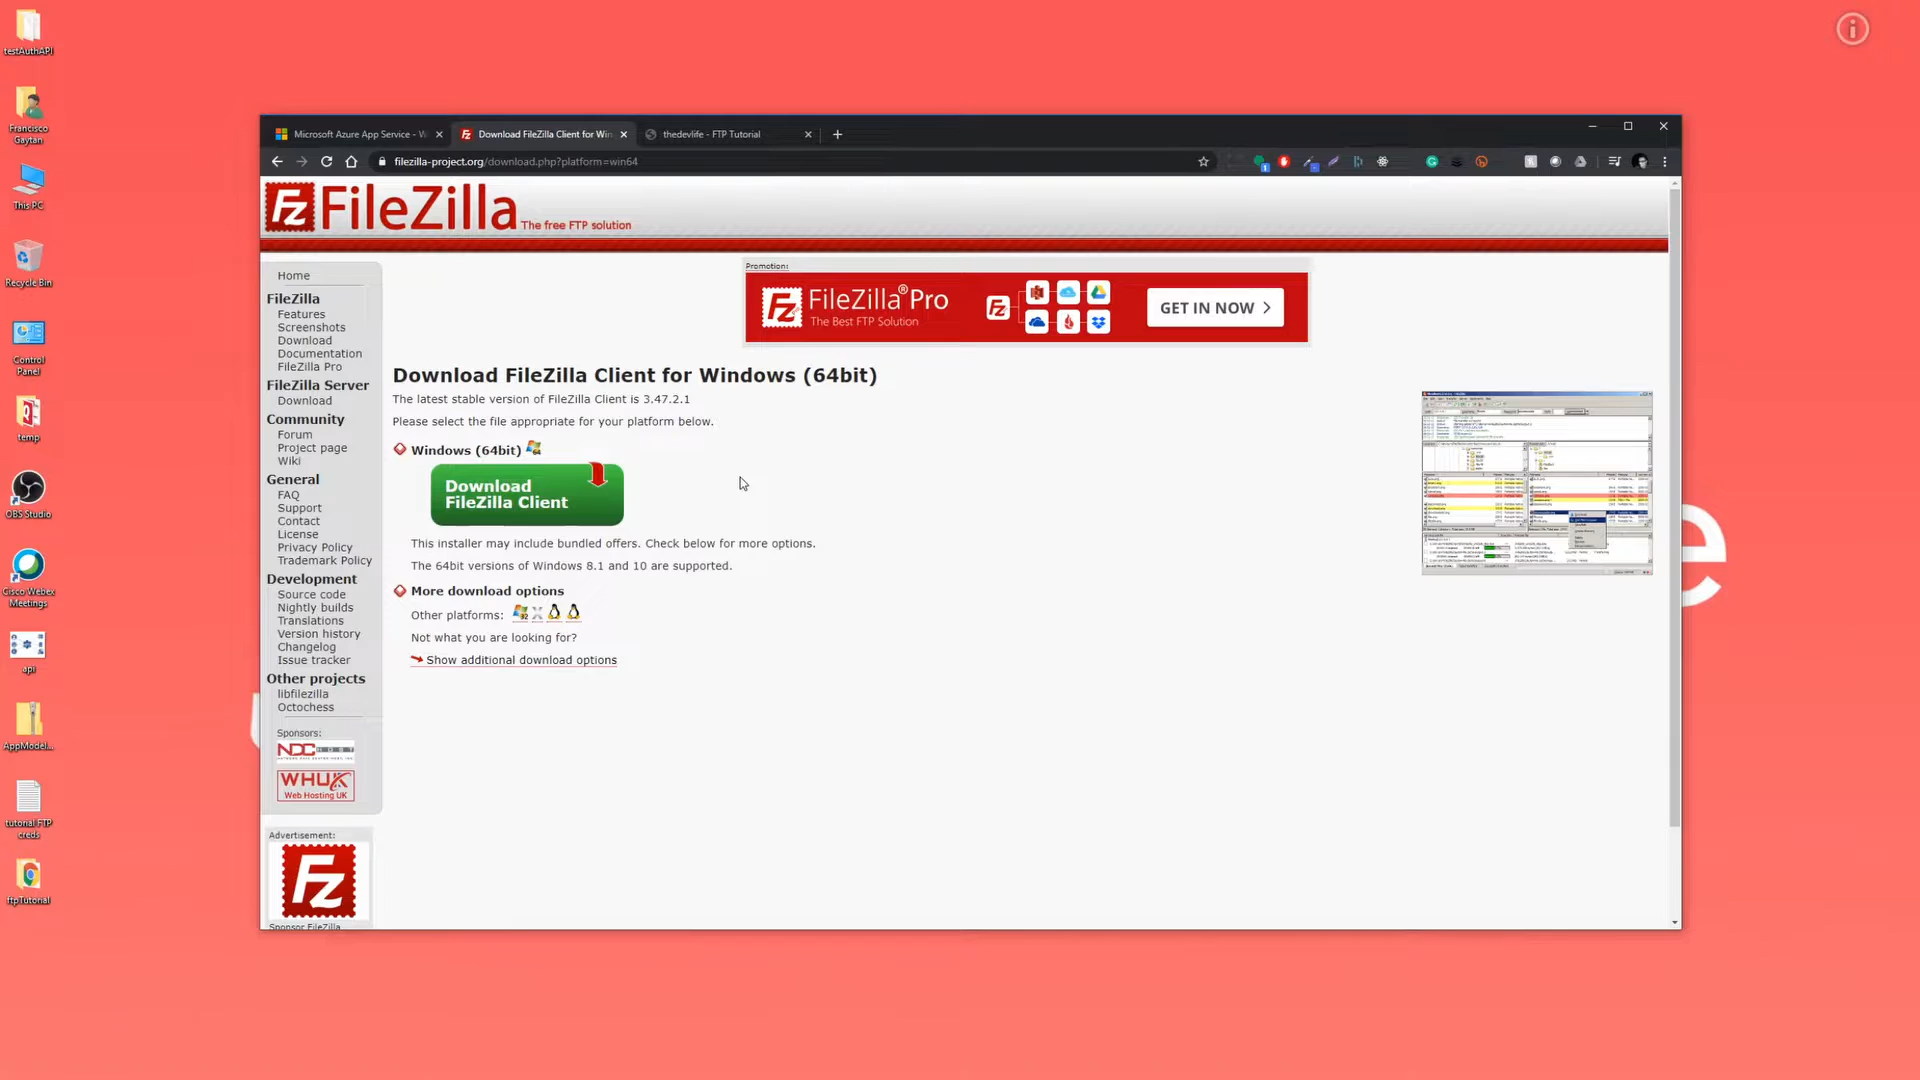 testAuthAPI
Francisco
Gaytan
This PC
Recycle Bin
Control
Panel
temp
OBS Studio
Cisco Webex
Meetings
api
AppModel...
tutorial FTP
creds
ftpTutorial
Microsoft Azure App Service - W
Download FileZilla Client for Win
thedevlife - FTP Tutorial
filezilla-project.org/download.php?platform=win64
FileZilla The free FTP solution
Home
FileZilla
Features
Screenshots
Download
Documentation
FileZilla Pro
FileZilla Server
Download
Community
Forum
Project page
Wiki
General
FAQ
Support
Contact
License
Privacy Policy
Trademark Policy
Development
Source code
Nightly builds
Translations
Version history
Changelog
Issue tracker
Other projects
libfilezilla
Octochess
Sponsors:
NDC HOST
WHUK
Web Hosting UK
Advertisement:
Fz
Sponsor FileZilla
Promotion:
FileZilla®Pro
The Best FTP Solution
GET IN NOW
Download FileZilla Client for Windows (64bit)
The latest stable version of FileZilla Client is 3.47.2.1
Please select the file appropriate for your platform below.
Windows (64bit)
Download
FileZilla Client
This installer may include bundled offers. Check below for more options.
The 64bit versions of Windows 8.1 and 10 are supported.
More download options
Other platforms:
Not what you are looking for?
Show additional download options
e